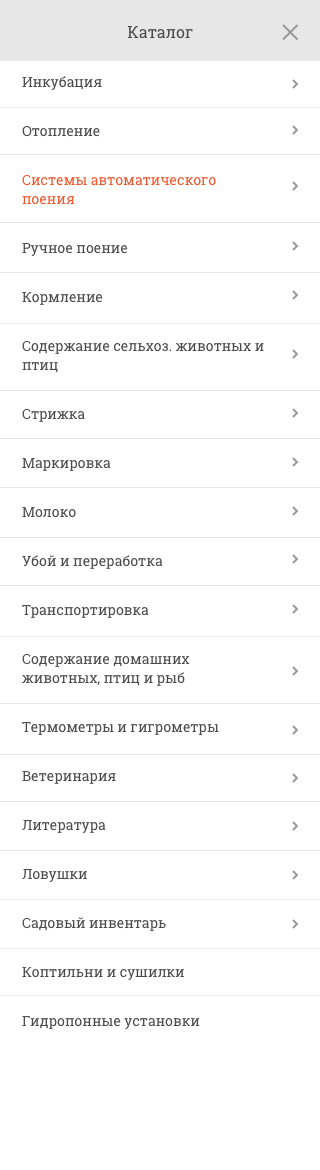 Каталог
Инкубация
Отопление
Системы автоматического
поения
Ручное поение
Кормление
Содержание сельхоз. животных и
птиц
Стрижка
Маркировка
Молоко
Убой и переработка
Транспортировка
Содержание домашних
животных, птиц и рыб
Термометры и гигрометры
Ветеринария
Литература
Ловушки
Садовый инвентарь
Коптильни и сушилки
Гидропонные установки